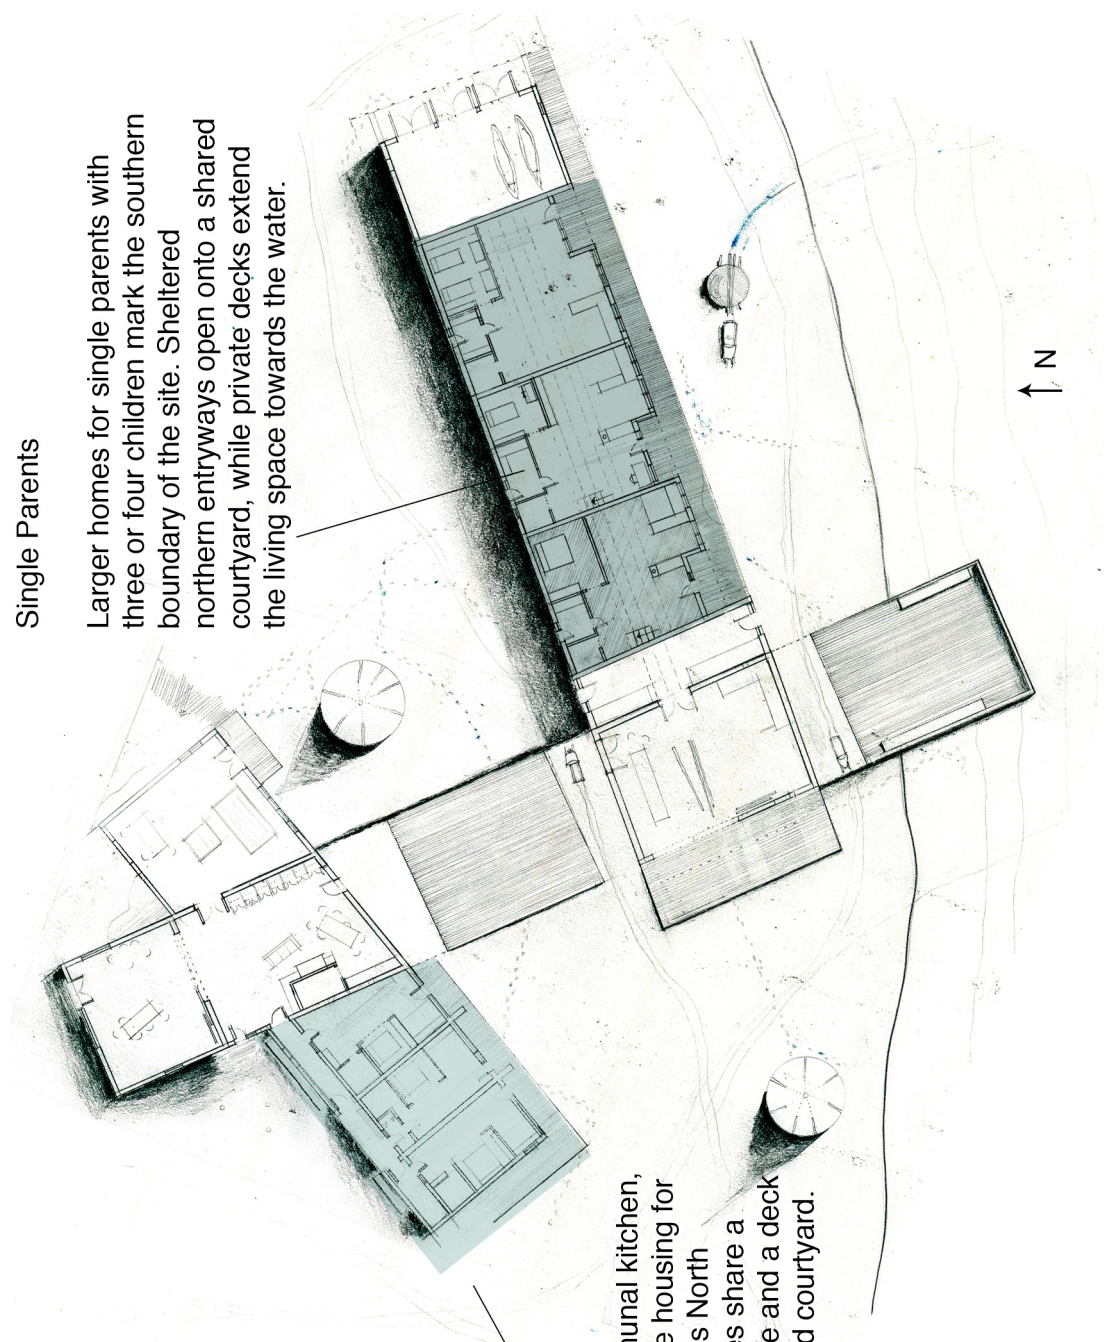 Single Parents
Larger homes for single parents with
three or four children mark the southern
boundary of the site. Sheltered
northern entryways open onto a shared
courtyard, while private decks extend
the living space towards the water.
N
kitchen,
housing for
North
share a
and a deck
courtyard.